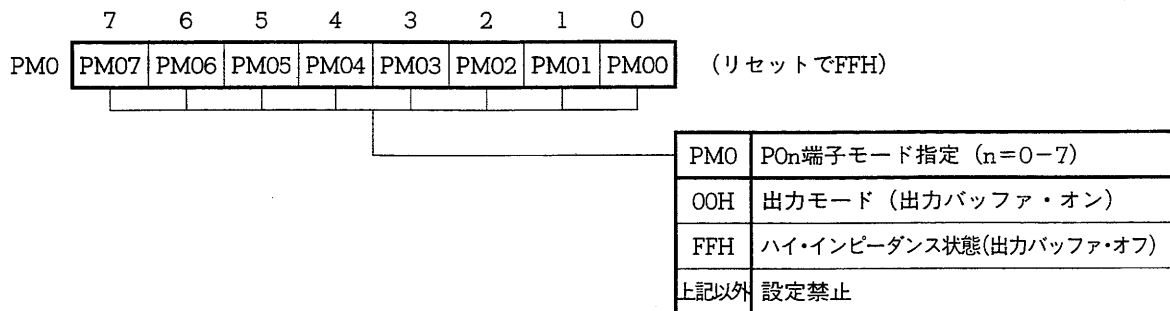 7 6 5 4 3 2 1 0
PM0 PM07 PM06 PM05 PM04 PM03 PM02 PM01 PM00 (リセットでFFH)
PM0 P0n端子モード指定 (n=0-7)
00H 出力モード (出力バッファ・オン)
FFH ハイ・インピーダンス状態(出力バッファ・オフ)
上記以外 設定禁止